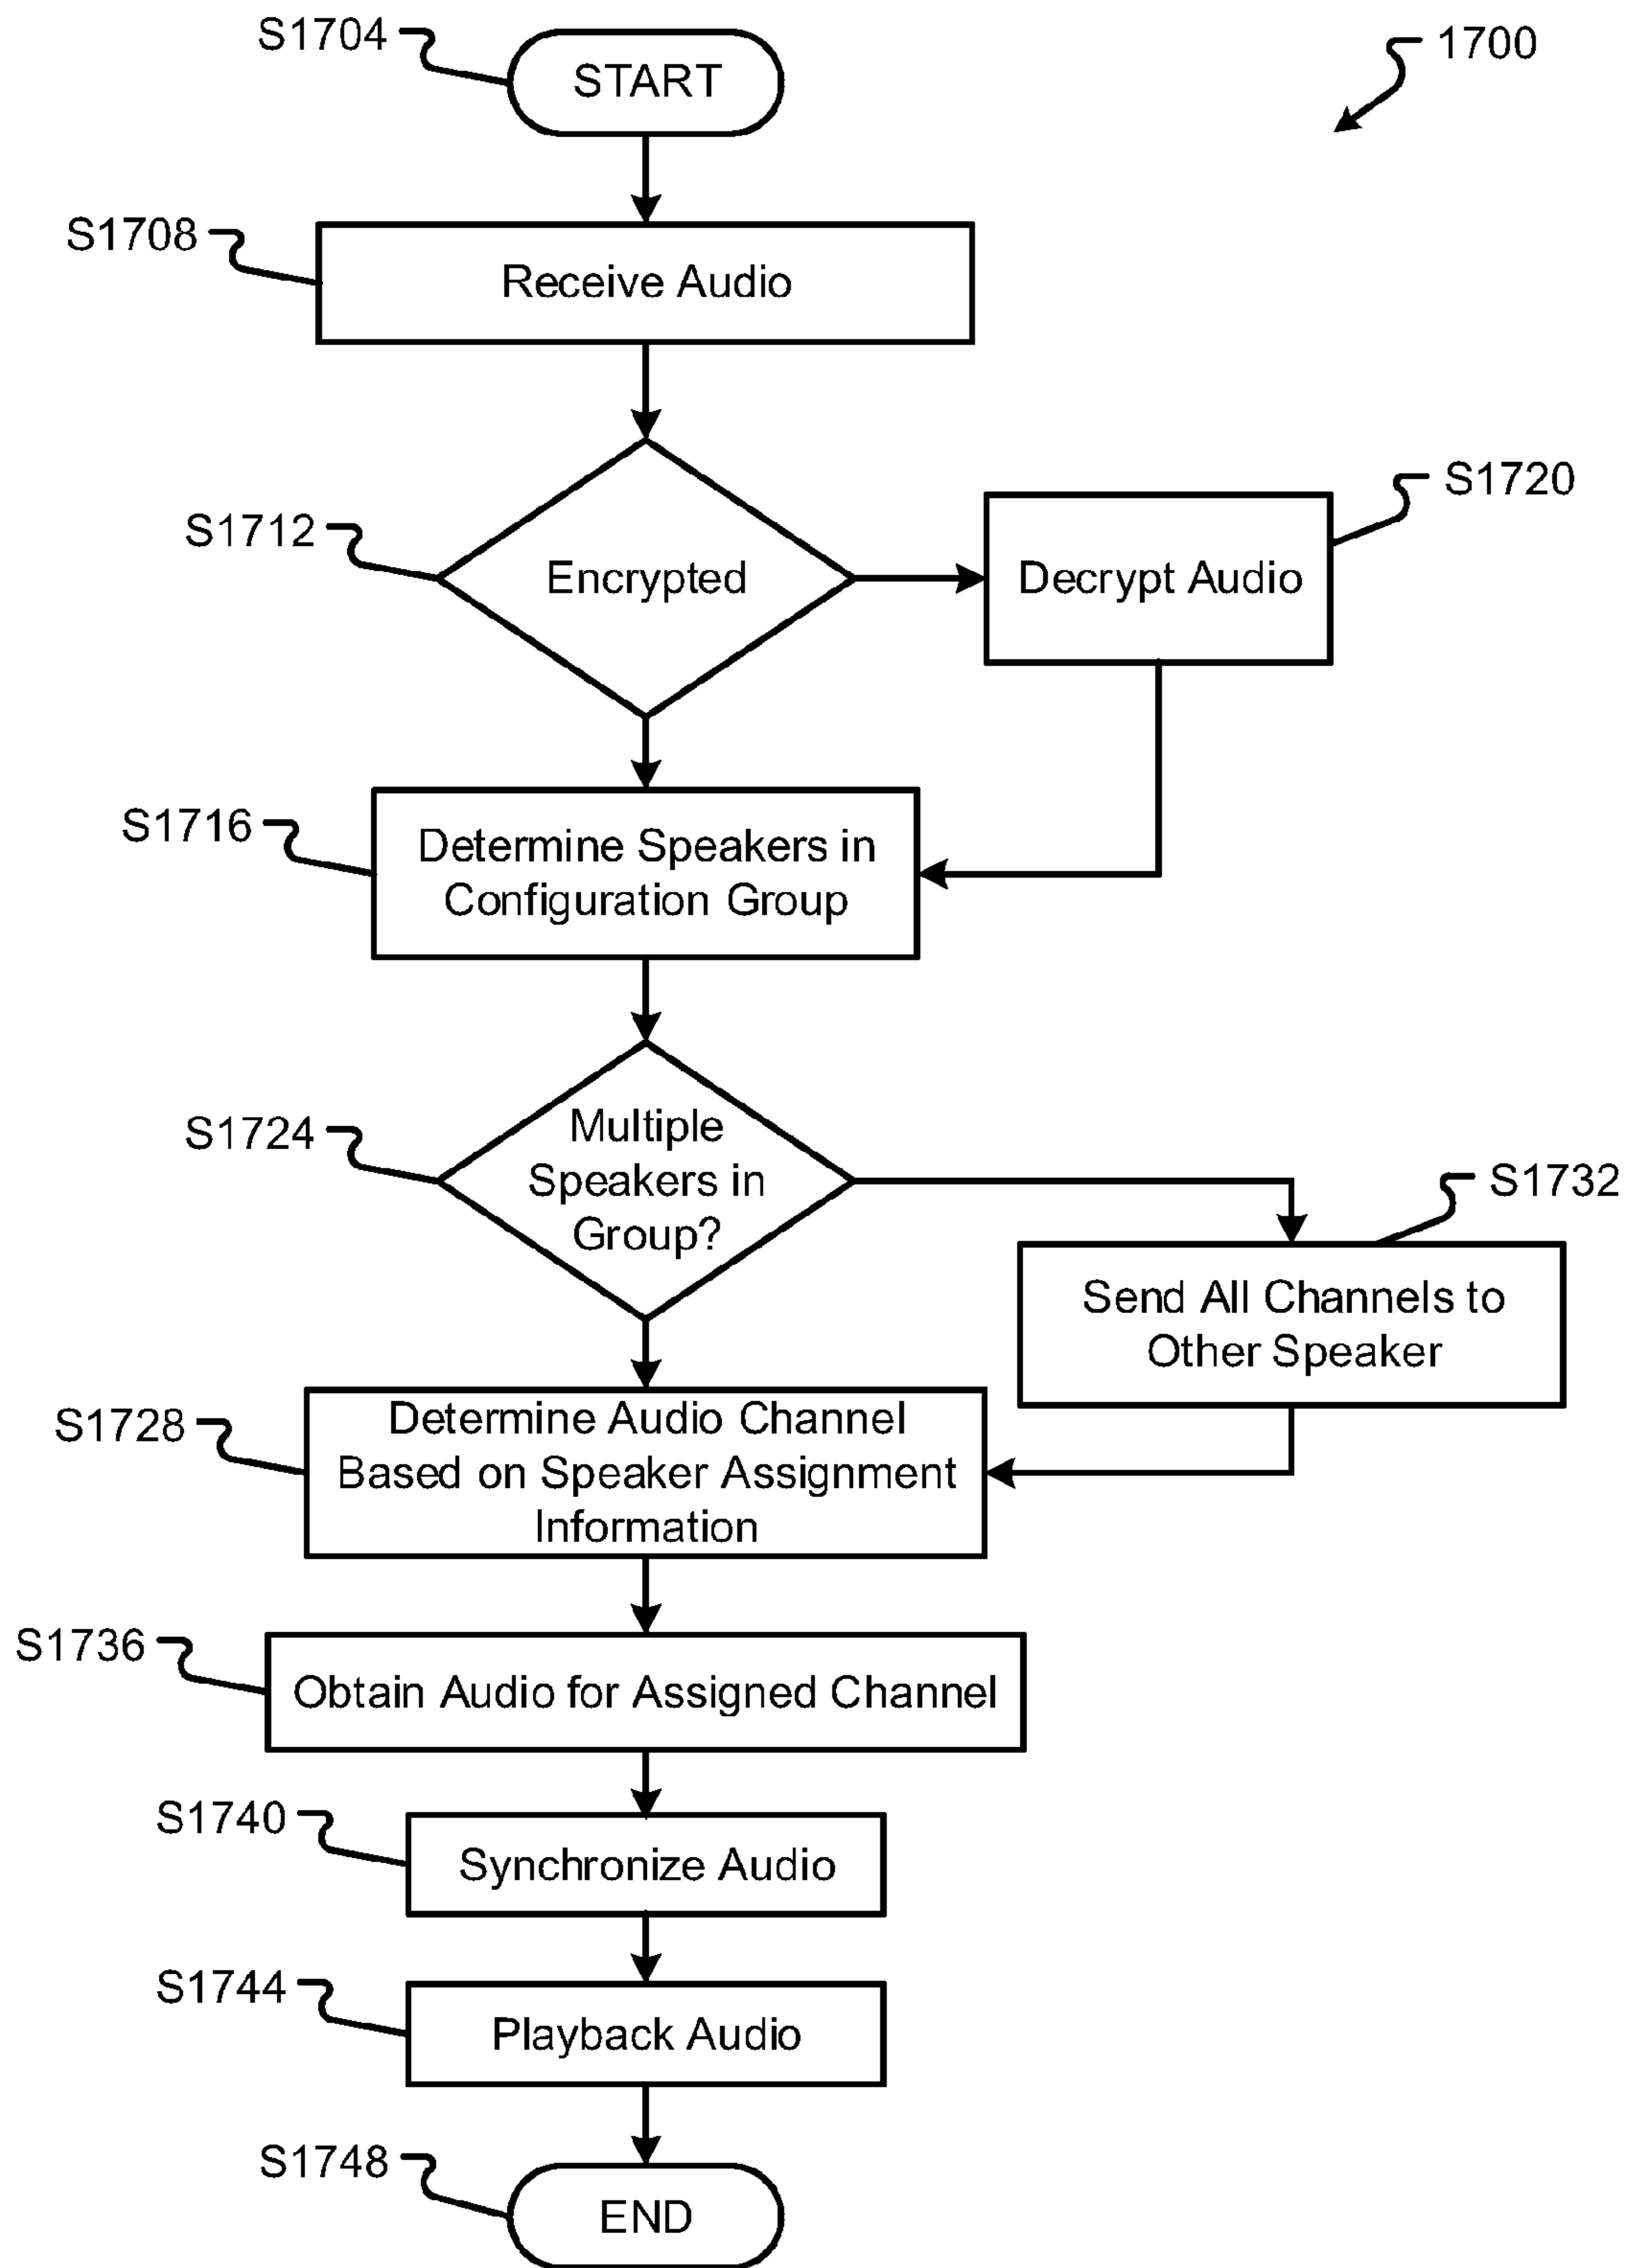 S1704
START
1700
S1708
Receive Audio
S1712
Encrypted
S1720
Decrypt Audio
S1716
Determine Speakers in
Configuration Group
S1724
Multiple
Speakers in
Group?
S1732
Send All Channels to
Other Speaker
S1728
Determine Audio Channel
Based on Speaker Assignment
Information
S1736
Obtain Audio for Assigned Channel
S1740
Synchronize Audio
S1744
Playback Audio
S1748
END